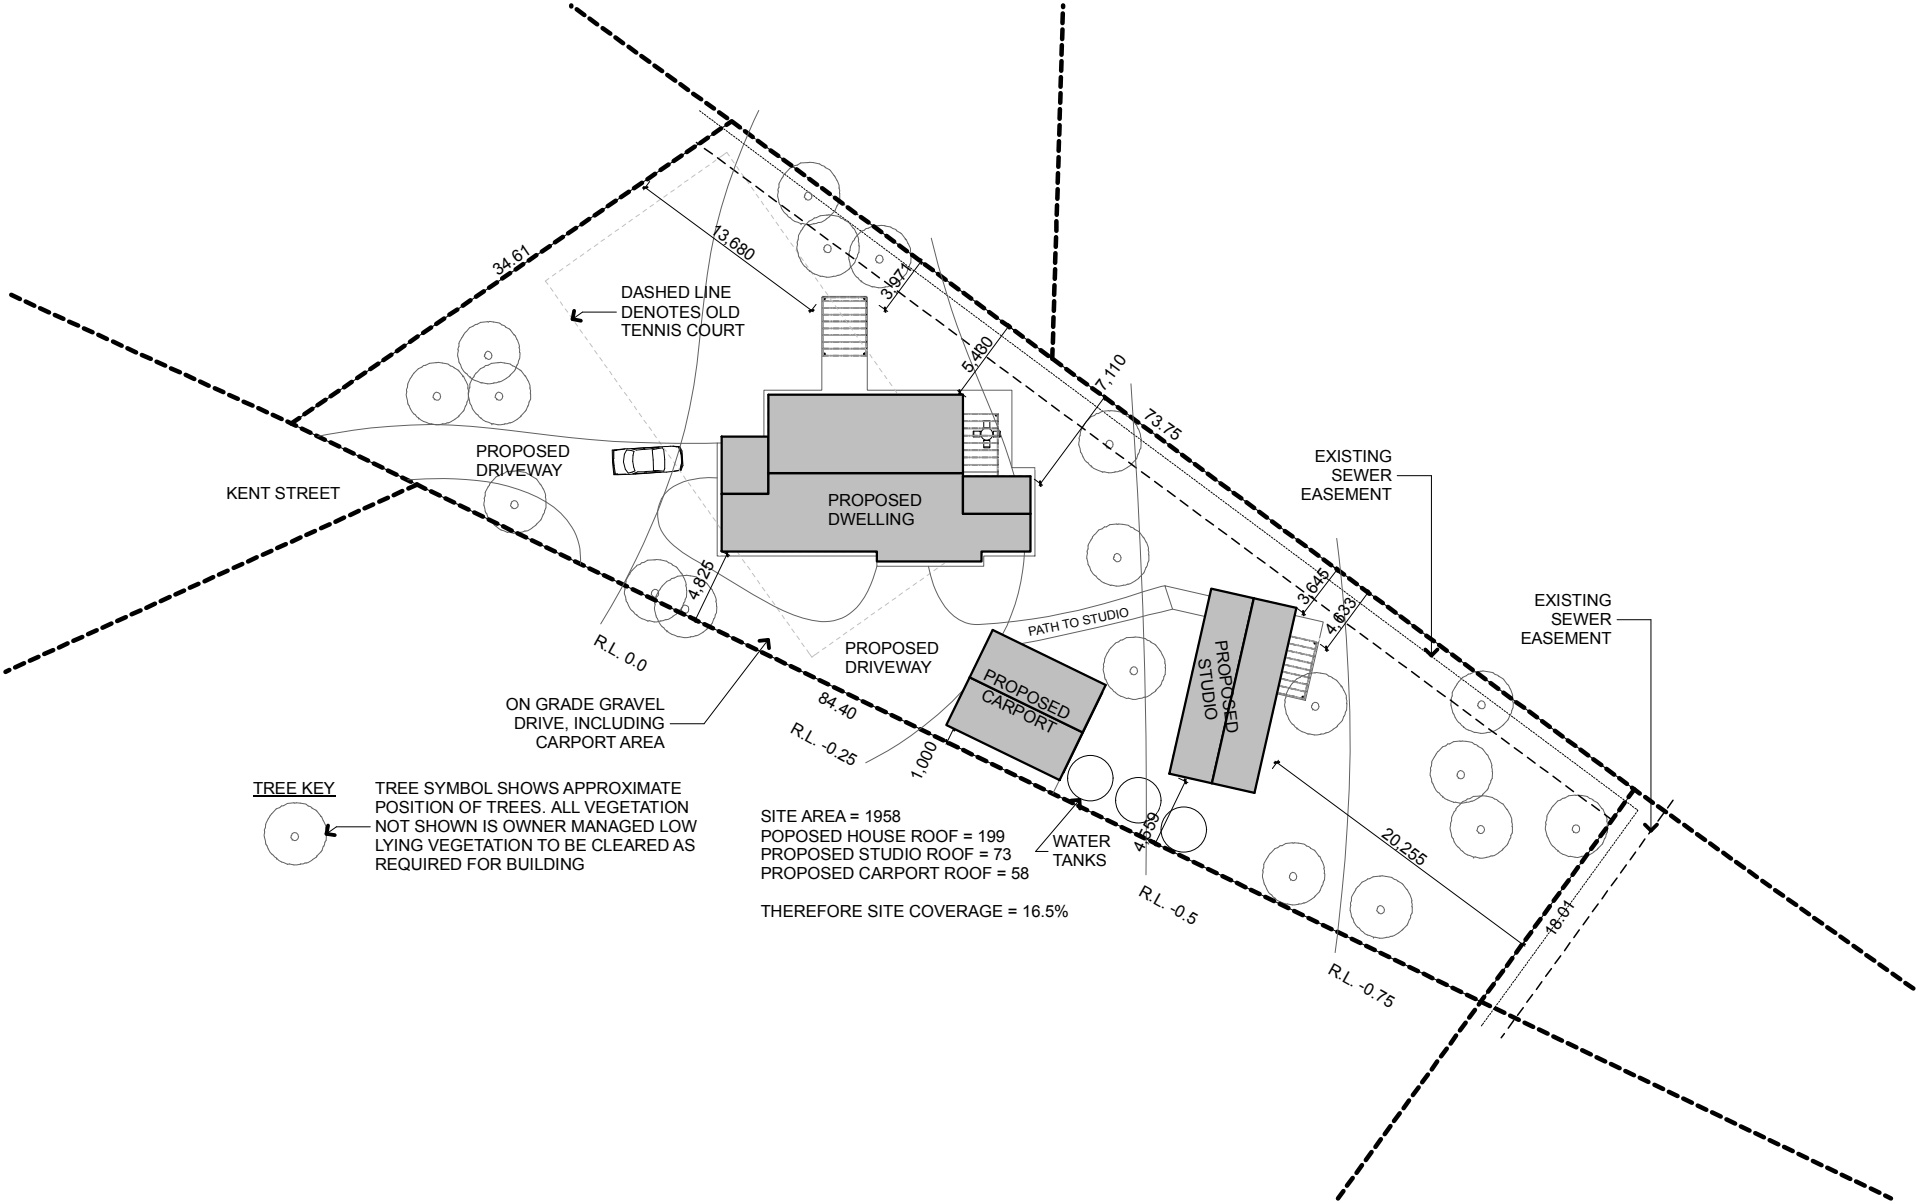 34.61
13,680
3,971
DASHED LINE
DENOTES OLD
TENNIS COURT
5,430
7,110
73.75
PROPOSED
DRIVEWAY
KENT STREET
PROPOSED
DWELLING
EXISTING
SEWER
EASEMENT
4,825
3,645
4,633
EXISTING
SEWER
EASEMENT
PATH TO STUDIO
R.L. 0.0
PROPOSED
DRIVEWAY
PROPOSED
CARPORT
PROPOSED
STUDIO
ON GRADE GRAVEL
DRIVE, INCLUDING
CARPORT AREA
84.40
R.L. -0.25
1,000
TREE KEY
TREE SYMBOL SHOWS APPROXIMATE
POSITION OF TREES. ALL VEGETATION
NOT SHOWN IS OWNER MANAGED LOW
LYING VEGETATION TO BE CLEARED AS
REQUIRED FOR BUILDING
SITE AREA = 1958
POPOSED HOUSE ROOF = 199
PROPOSED STUDIO ROOF = 73
PROPOSED CARPORT ROOF = 58
THEREFORE SITE COVERAGE = 16.5%
WATER
TANKS
4,559
20,255
R.L. -0.5
18.01
R.L. -0.75